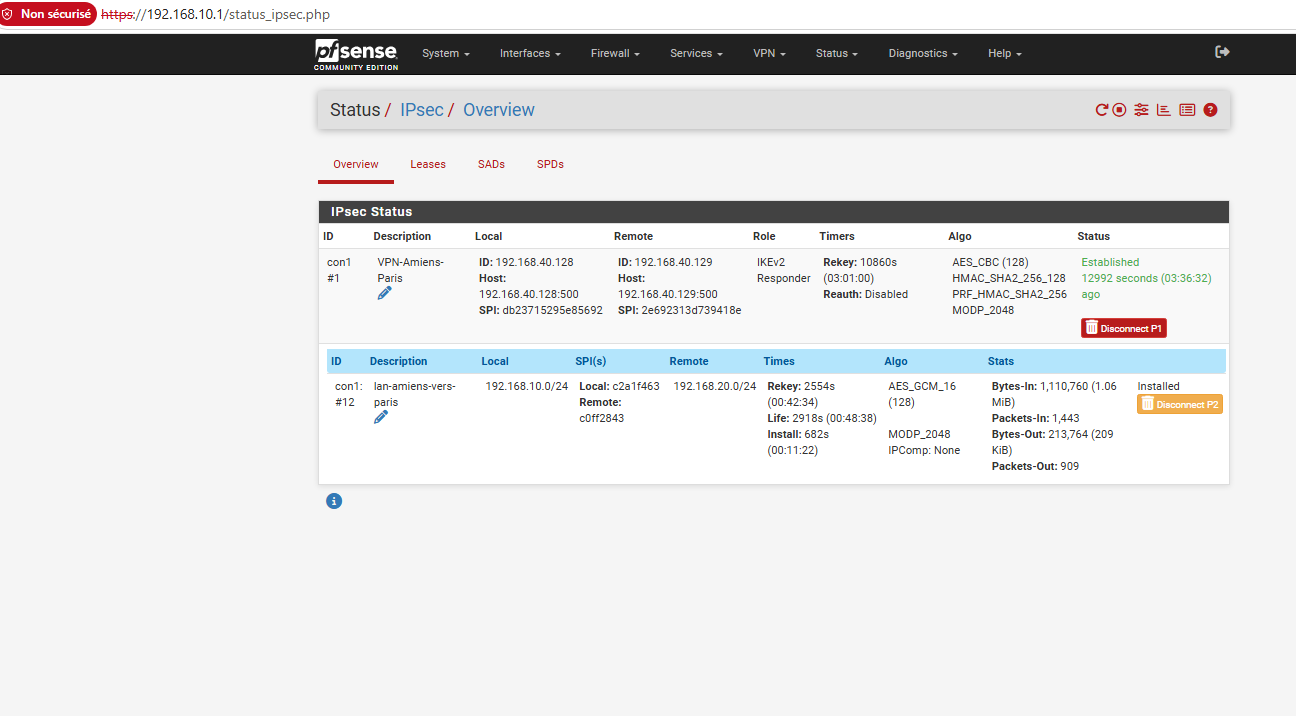 Non sécurisé https://192.168.10.1/status_ipsec.php
pfsense System Interfaces Firewall Services VPN Status Diagnostics Help
COMMUNITY EDITION
Status / IPsec / Overview
Overview Leases SADs SPDs
IPsec Status
ID Description Local Remote Role Timers Algo Status
con1 VPN-Amiens- ID: 192.168.40.128 ID: 192.168.40.129 IKEv2 Rekey: 10860s AES_CBC (128) Established
#1 Paris Host: Host: Responder (03:01:00) HMAC_SHA2_256_128 12992 seconds (03:36:32)
192.168.40.128:500 192.168.40.129:500 Reauth: Disabled PRF_HMAC_SHA2_256 ago
SPI: db23715295e85692 SPI: 2e692313d739418e MODP_2048
Disconnect P1
ID Description Local SPI(s) Remote Times Algo Stats
con1: lan-amiens-vers- 192.168.10.0/24 Local: c2a1f463 192.168.20.0/24 Rekey: 2554s AES_GCM_16 Bytes-In: 1,110,760 (1.06 Installed
#12 paris Remote: (00:42:34) (128) MiB) Disconnect P2
c0ff2843 Life: 2918s (00:48:38) Packets-In: 1,443
Install: 682s MODP_2048 Bytes-Out: 213,764 (209
(00:11:22) IPComp: None KiB)
Packets-Out: 909